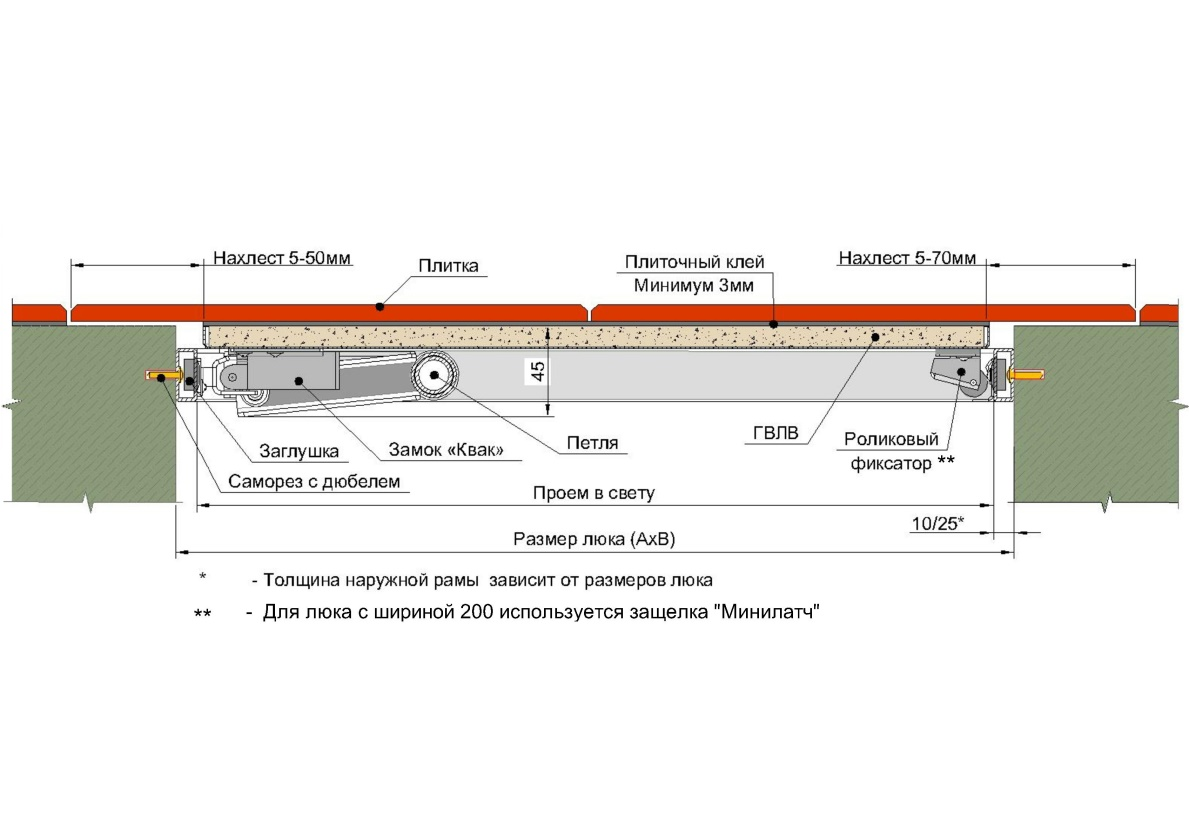 Нахлест 5-50мм
Плитка
Плиточный клей
Минимум 3мм
Нахлест 5-70мм
45
Заглушка
Замок «Квак»
Петля
ГВЛВ
Роликовый
фиксатор **
Саморез с дюбелем
Проем в свету
10/25*
Размер люка (АхВ)
* - Толщина наружной рамы зависит от размеров люка
** - Для люка с шириной 200 используется защелка "Минилатч"